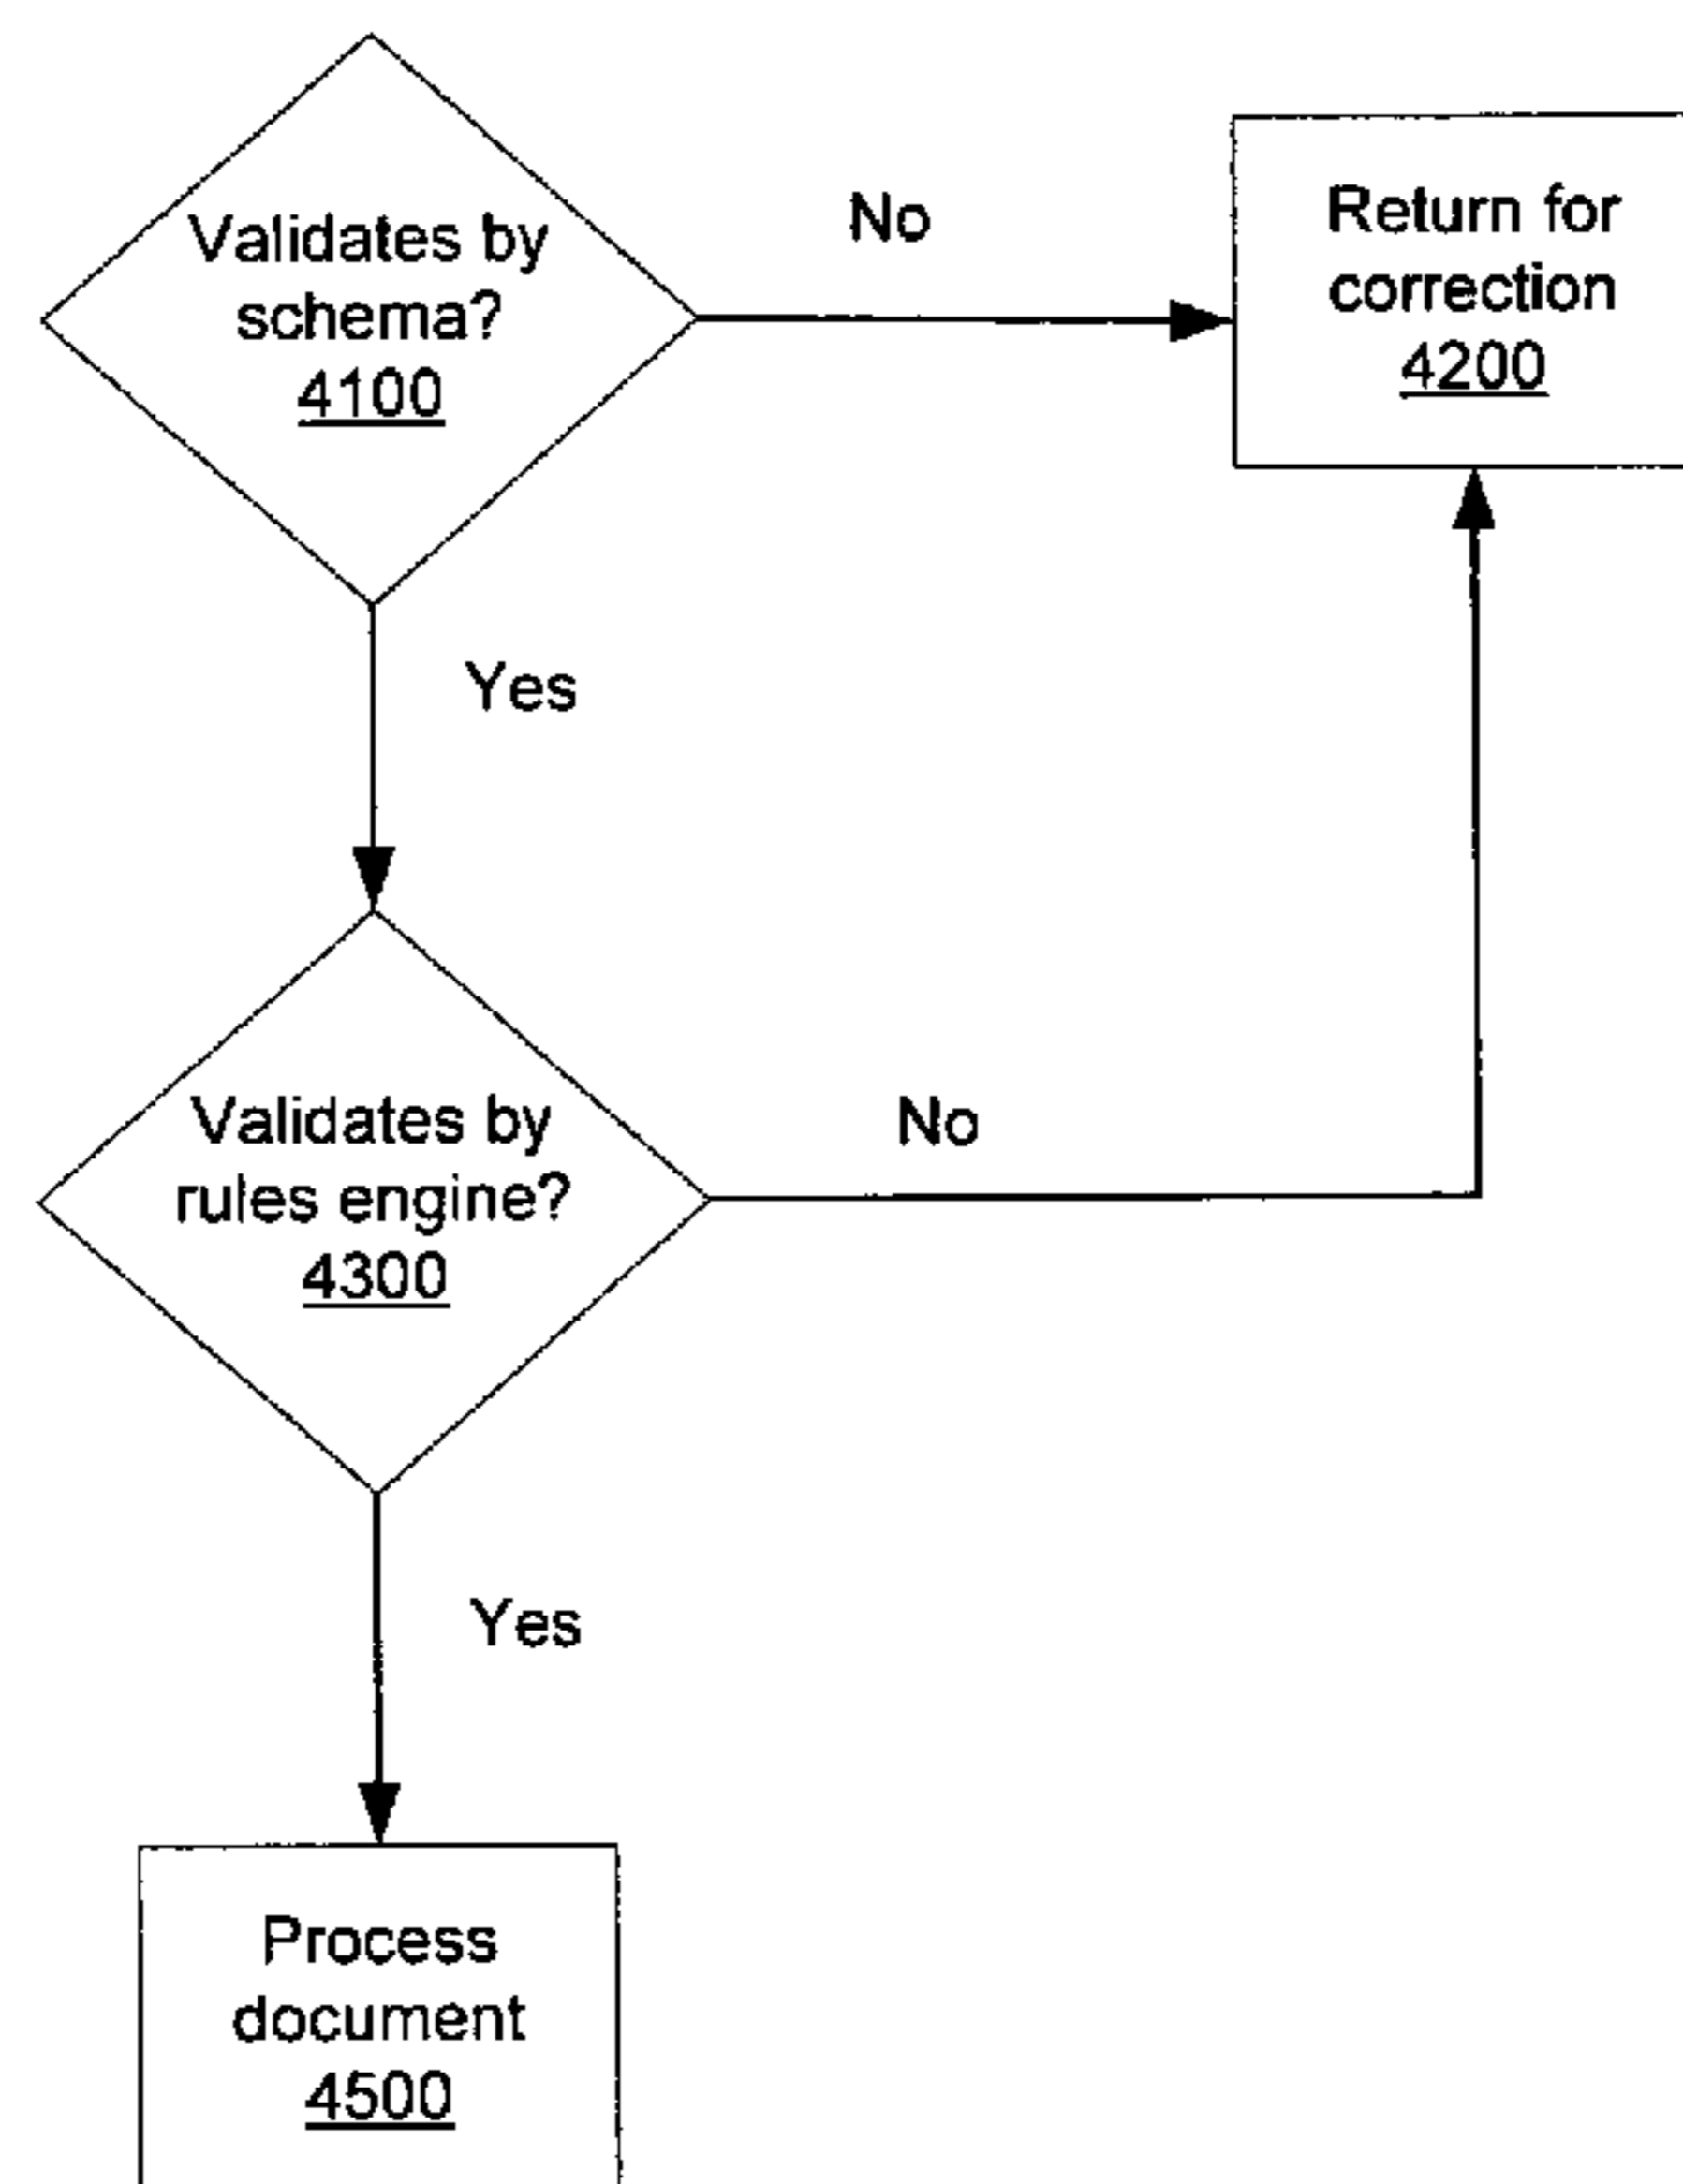 Validates by
schema?
4100
No
Return for
correction
4200
Yes
Validates by
rules engine?
4300
No
Yes
Process
document
4500